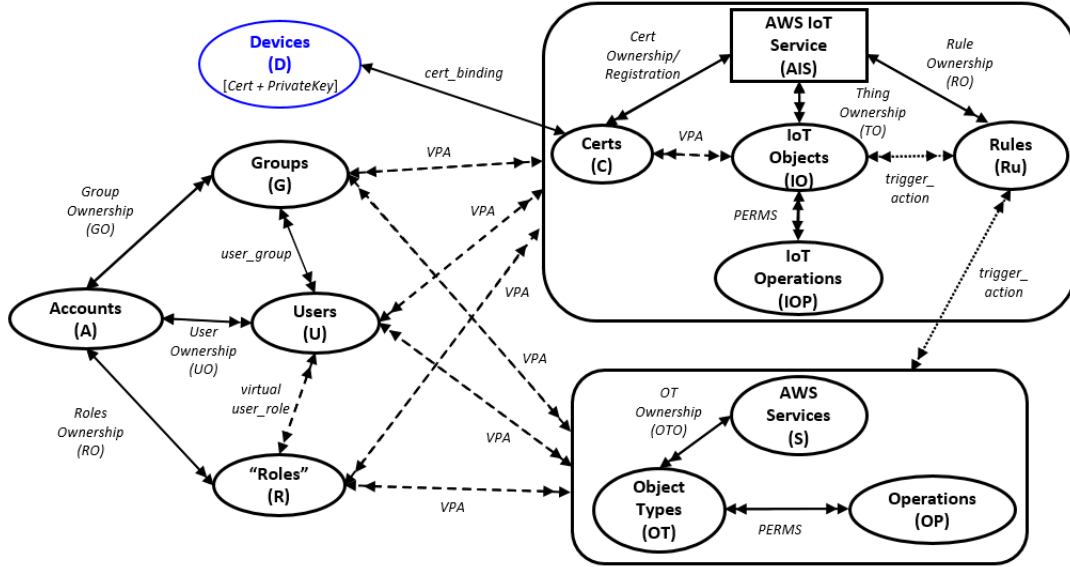 Devices
(D)
[Cert + PrivateKey]
cert_binding
AWS IoT
Service
(AIS)
Cert
Ownership/
Registration
Rule
Ownership
(RO)
Thing
Ownership
(TO)
Certs
(C)
VPA
IoT
Objects
(IO)
trigger_
action
Rules
(Ru)
PERMS
IoT
Operations
(IOP)
Groups
(G)
VPA
VPA
VPA
Group
Ownership
(GO)
user_group
Accounts
(A)
User
Ownership
(UO)
Users
(U)
virtual
user_role
Roles
Ownership
(RO)
“Roles”
(R)
VPA
VPA
VPA
trigger_
action
OT
Ownership
(OTO)
AWS
Services
(S)
Object
Types
(OT)
PERMS
Operations
(OP)